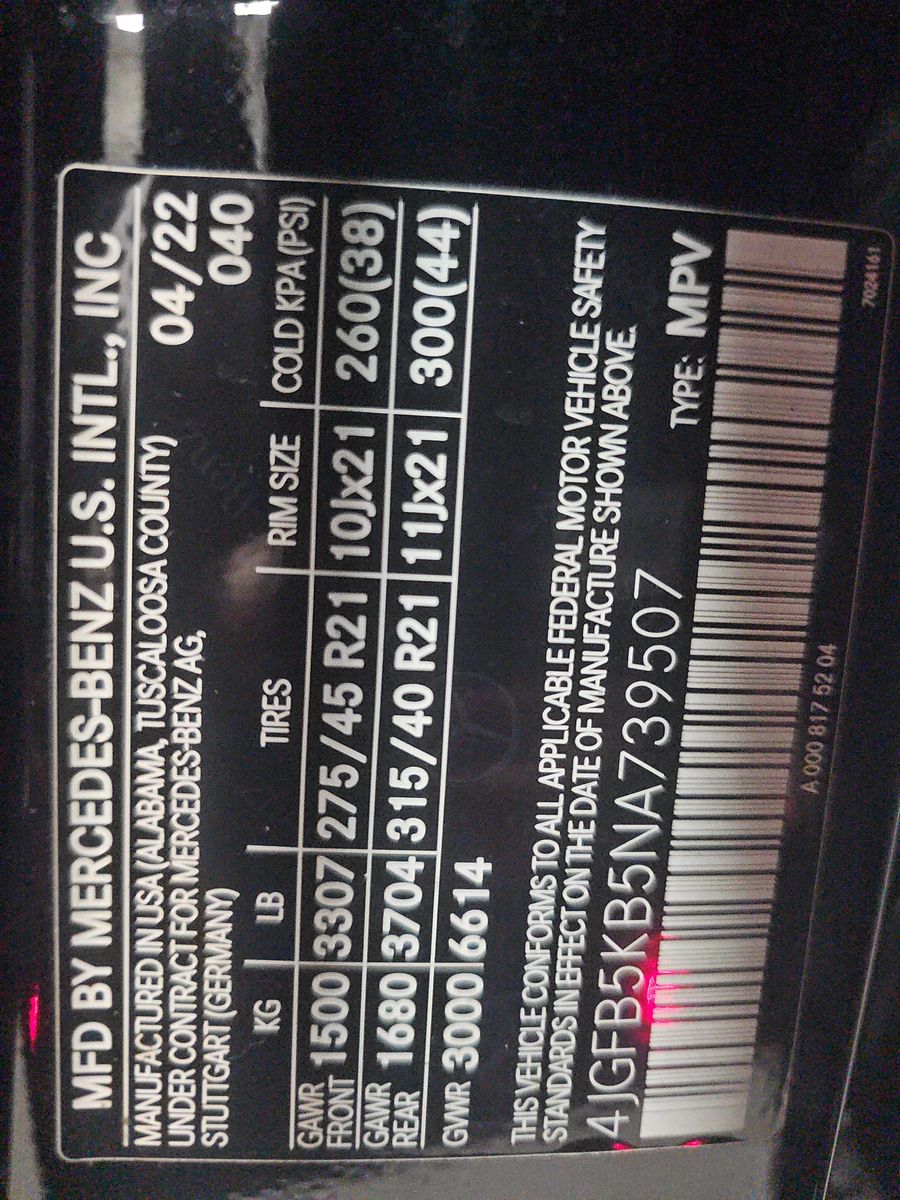 MFD BY MERCEDES-BENZ U.S. INTL., INC
MANUFACTURED IN USA (ALABAMA, TUSCALOOSA COUNTY) 04/22
UNDER CONTRACT FOR MERCEDES-BENZ AG,
STUTTGART (GERMANY) 040
KG LB TIRES RIM SIZE COLD KPA (PSI)
GAWR FRONT 1500 3307 275/45 R21 10Jx21 260(38)
GAWR REAR 1680 3704 315/40 R21 11Jx21 300(44)
GVWR 3000 6614
THIS VEHICLE CONFORMS TO ALL APPLICABLE FEDERAL MOTOR VEHICLE SAFETY
STANDARDS IN EFFECT ON THE DATE OF MANUFACTURE SHOWN ABOVE.
4JGFB5KB5NA739507 TYPE: MPV
A 000 817 52 04 7024161